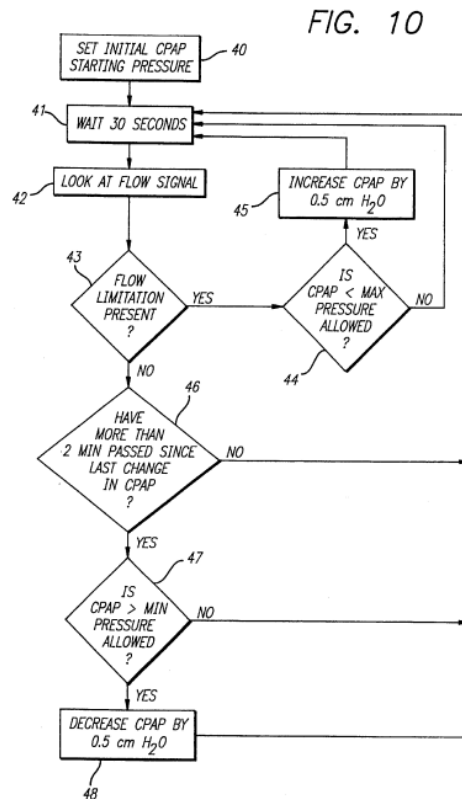 FIG. 10
SET INITIAL CPAP
STARTING PRESSURE
40
41
WAIT 30 SECONDS
LOOK AT FLOW SIGNAL
42
45
INCREASE CPAP BY
0.5 cm H₂O
YES
43
FLOW
LIMITATION
PRESENT
?
YES
IS
CPAP < MAX
PRESSURE
ALLOWED
?
NO
44
NO
46
HAVE
MORE THAN
2 MIN PASSED SINCE
LAST CHANGE
IN CPAP
?
NO
YES
47
IS
CPAP > MIN
PRESSURE
ALLOWED
?
NO
YES
DECREASE CPAP BY
0.5 cm H₂O
48